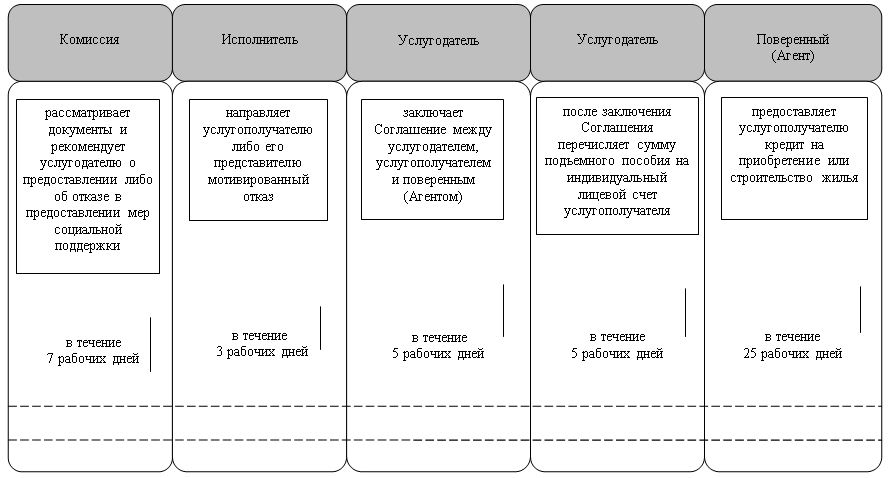 Комиссия
Исполнитель
Услугодатель
Услугодатель
Поверенный
(Агент)
рассматривает
документы и
рекомендует
услугодателю о
предоставлении либо
об отказе в
предоставлении мер
социальной
поддержки
направляет
услугополучателю
либо его
представителю
мотивированный
отказ
заключает
Соглашение между
услугодателем,
услугополучателем
и поверенным
(Агентом)
после заключения
Соглашения
перечисляет сумму
подъемного пособия на
индивидуальный
лицевой счет
услугополучателя
предоставляет
услугополучателю
кредит на
приобретение или
строительство жилья
в течение
7 рабочих дней
в течение
3 рабочих дней
в течение
5 рабочих дней
в течение
5 рабочих дней
в течение
25 рабочих дней